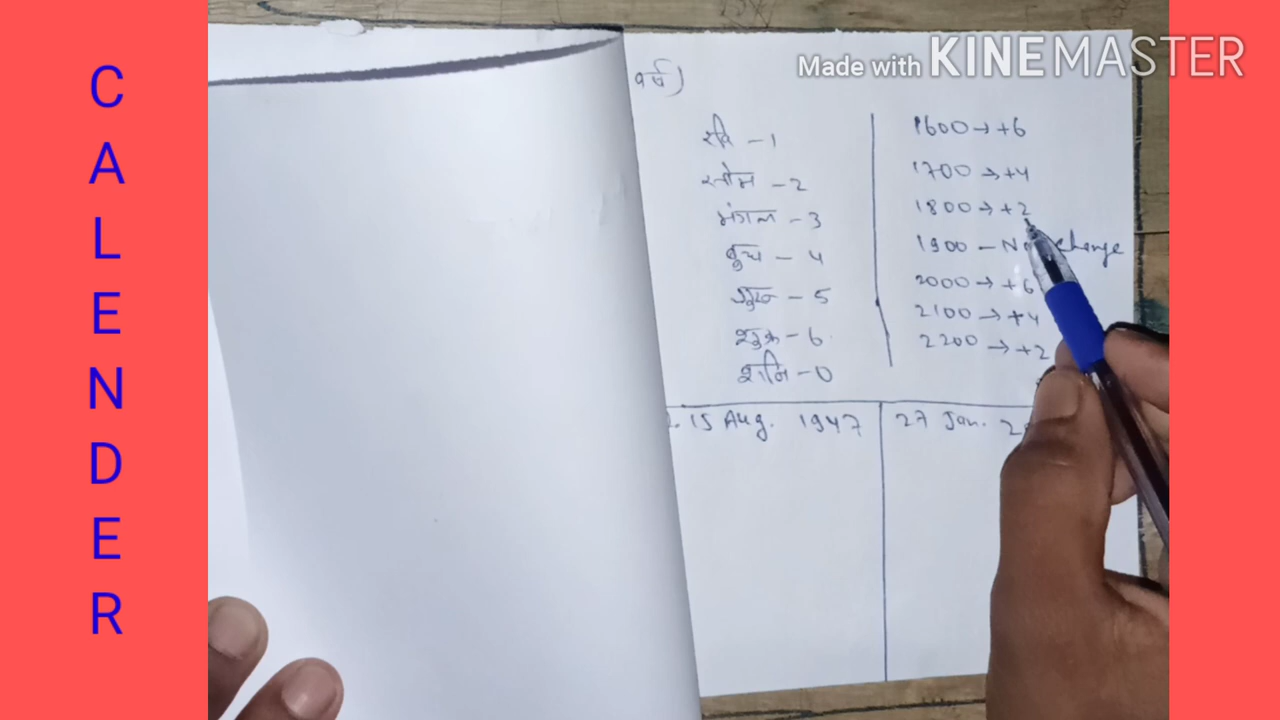 CALENDER
Made with KINEMASTER
वर्ष)
रवि - 1
सोम - 2
मंगल - 3
बुध - 4
गुरु - 5
शुक्र - 6
शनि - 0
1600 → +6
1700 → +4
1800 → +2
1900 - No change
2000 → +6
2100 → +4
2200 → +2
15 Aug. 1947
27 Jan.